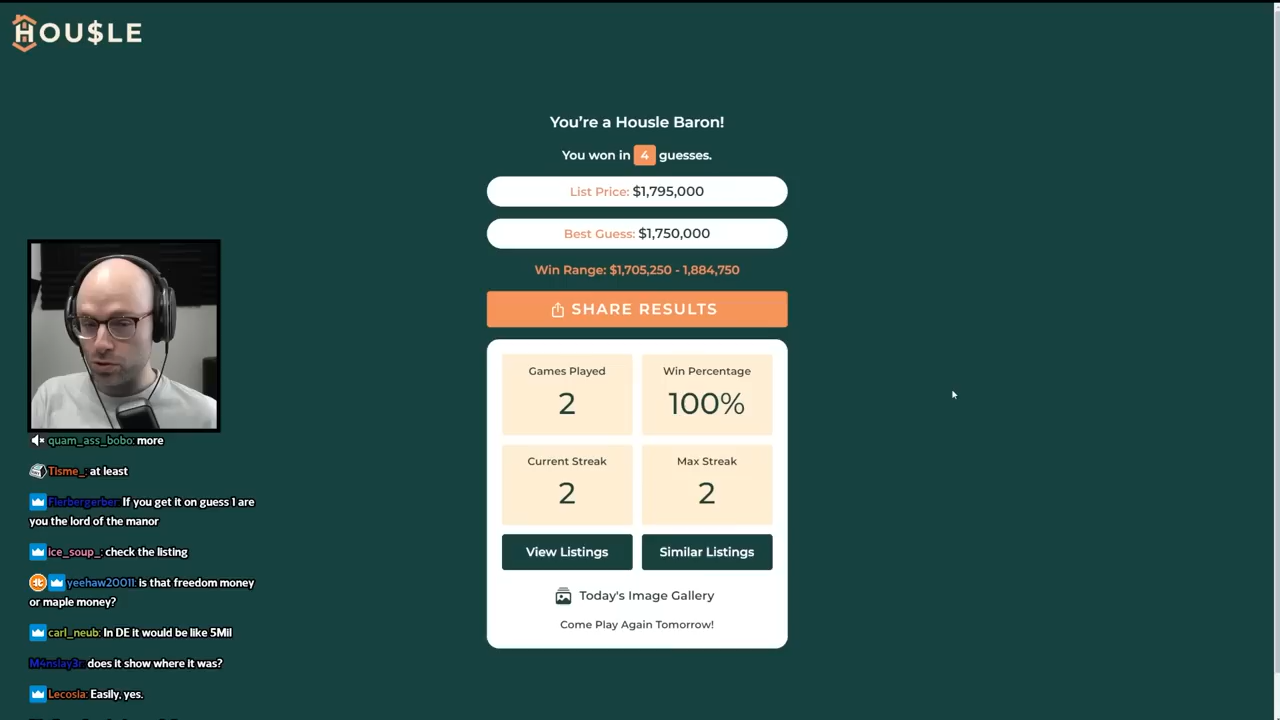 HOU$LE
You're a Housle Baron!
You won in 4 guesses.
List Price: $1,795,000
Best Guess: $1,750,000
Win Range: $1,705,250 - 1,884,750
SHARE RESULTS
Games Played
2
Win Percentage
100%
Current Streak
2
Max Streak
2
View Listings
Similar Listings
Today's Image Gallery
Come Play Again Tomorrow!
quam_ass_bobo: more
Tisme_: at least
Flerbergerber: If you get it on guess 1 are
you the lord of the manor
ice_soup_: check the listing
yeehaw20011: Is that freedom money
or maple money?
carl_neub: In DE it would be like 5Mil
M4nslay3r: does it show where it was?
Lecosia: Easily, yes.